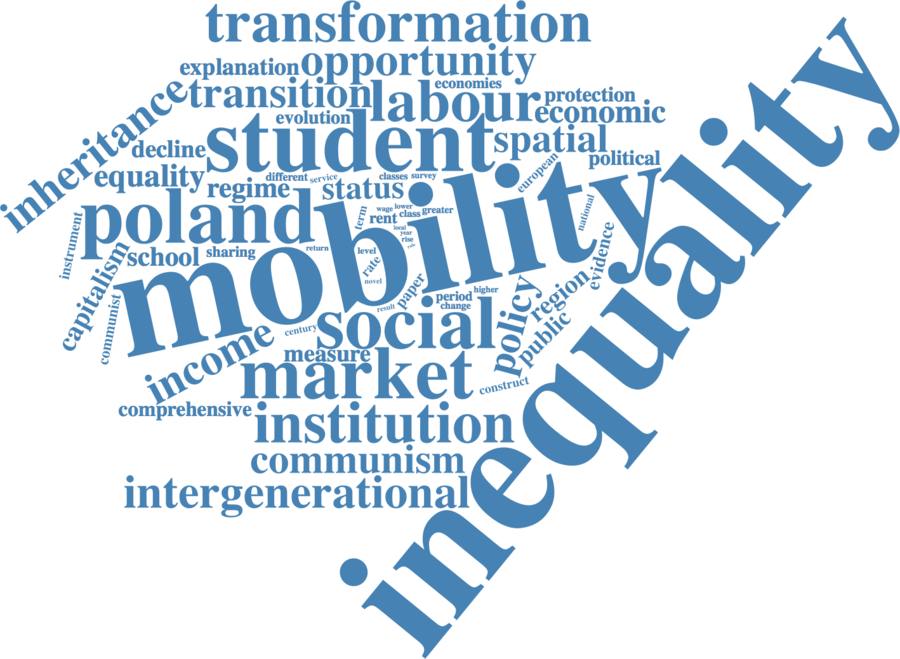 transformation
explanation
opportunity
economies
inheritance
transition
labour
protection
economic
evolution
student
spatial
decline
political
equality
different
service
classes
survey
european
regime
status
poland
mobility
inequality
term
wage
lower
rent
class
greater
local
year
rise
national
instrument
capitalism
school
sharing
return
level
rate
novel
evidence
communist
paper
period
higher
change
result
policy
region
public
century
social
income
measure
market
construct
comprehensive
institution
communism
intergenerational